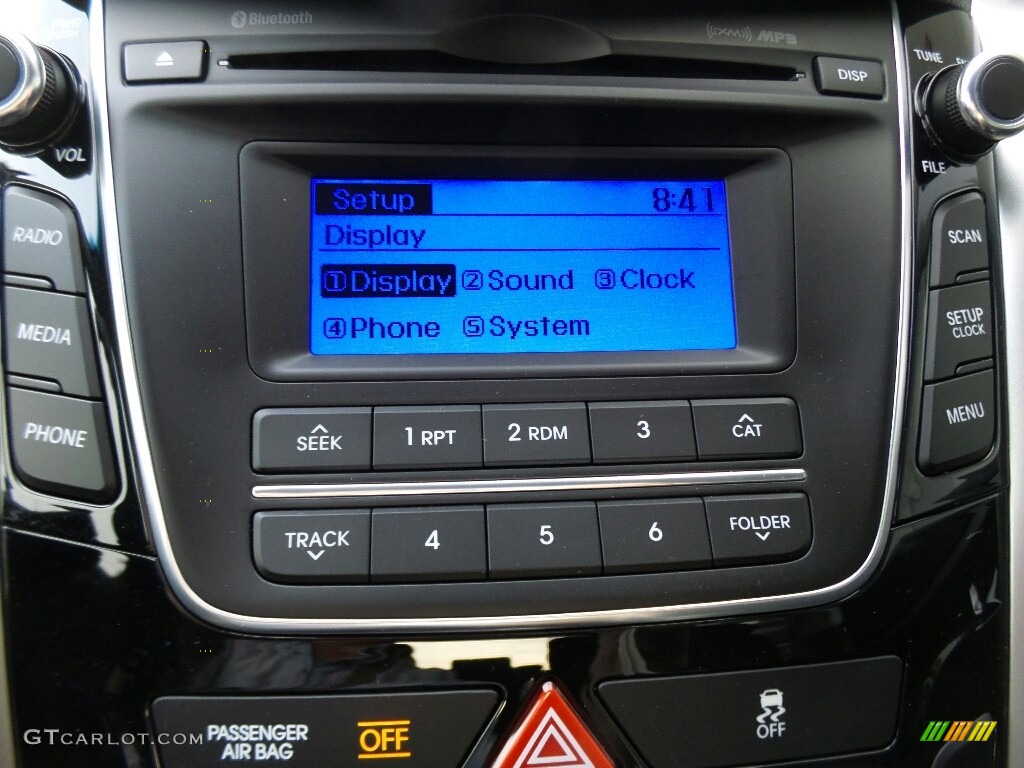 Bluetooth
((XM)) MP3
DISP
TUNE
VOL
FILE
Setup 8:41
Display
①Display ②Sound ③Clock
④Phone ⑤System
RADIO
MEDIA
PHONE
SCAN
SETUP
CLOCK
MENU
SEEK 1 RPT 2 RDM 3 CAT
TRACK 4 5 6 FOLDER
PASSENGER
AIR BAG
OFF
OFF
GTCARLOT.COM